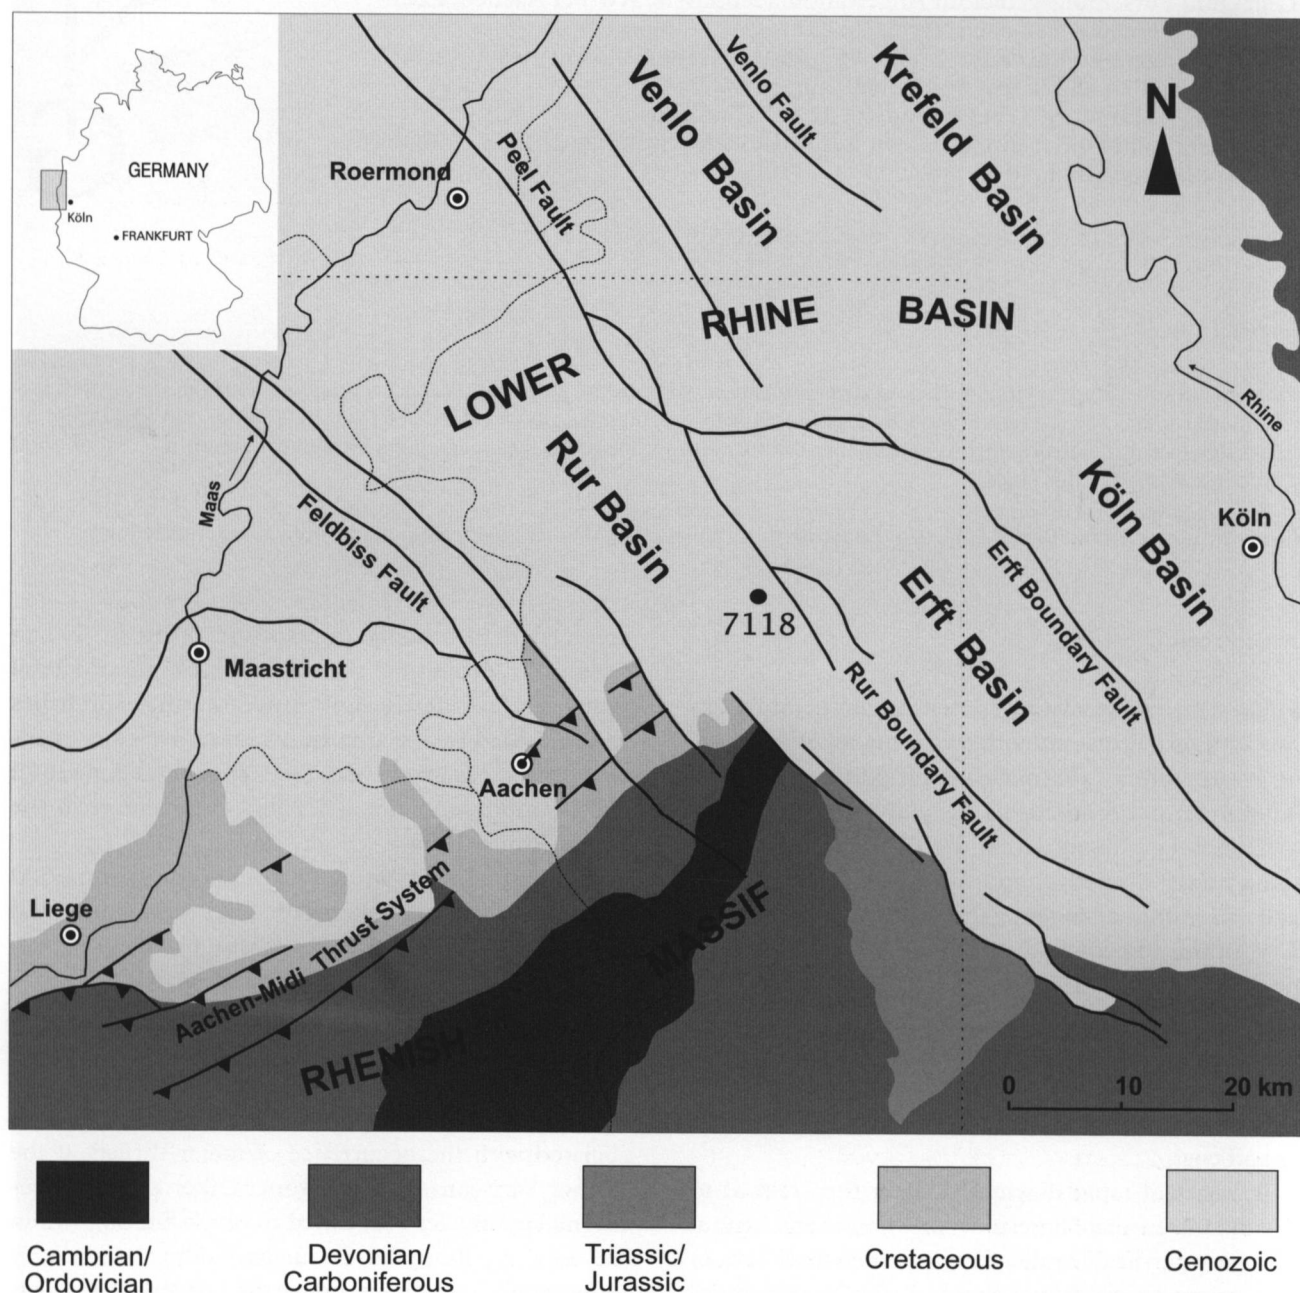 GERMANY
Köln
FRANKFURT
Roermond
Peel Fault
Venlo Basin
Venlo Fault
Krefeld Basin
N
LOWER RHINE BASIN
Rhine
Maas
Feldbiss Fault
Rur Basin
Köln Basin
Köln
Erft Boundary Fault
Erft Basin
7118
Maastricht
Rur Boundary Fault
Aachen
Liege
Aachen-Midi Thrust System
RHENISH MASSIF
0 10 20 km
Cambrian/
Ordovician
Devonian/
Carboniferous
Triassic/
Jurassic
Cretaceous
Cenozoic